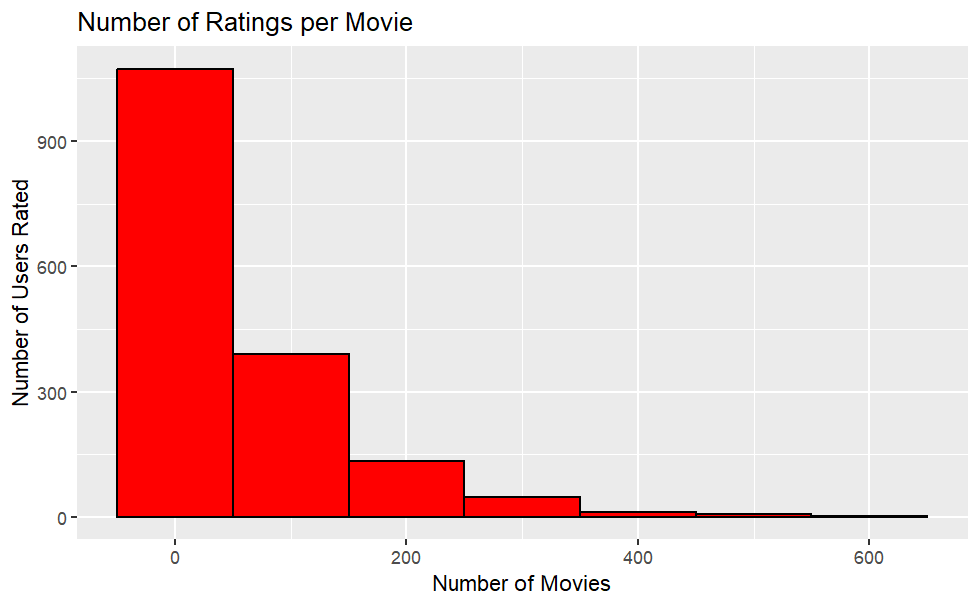 Number of Ratings per Movie
Number of Users Rated
900
600
300
0
0 200 400 600
Number of Movies